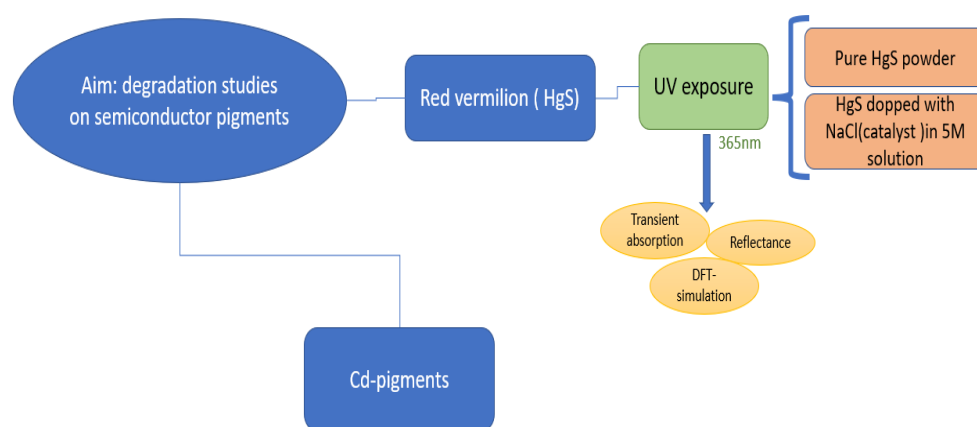 Aim: degradation studies
on semiconductor pigments
Red vermilion ( HgS)
UV exposure
365nm
Pure HgS powder
HgS dopped with
NaCl(catalyst )in 5M
solution
Transient
absorption
Reflectance
DFT-
simulation
Cd-pigments